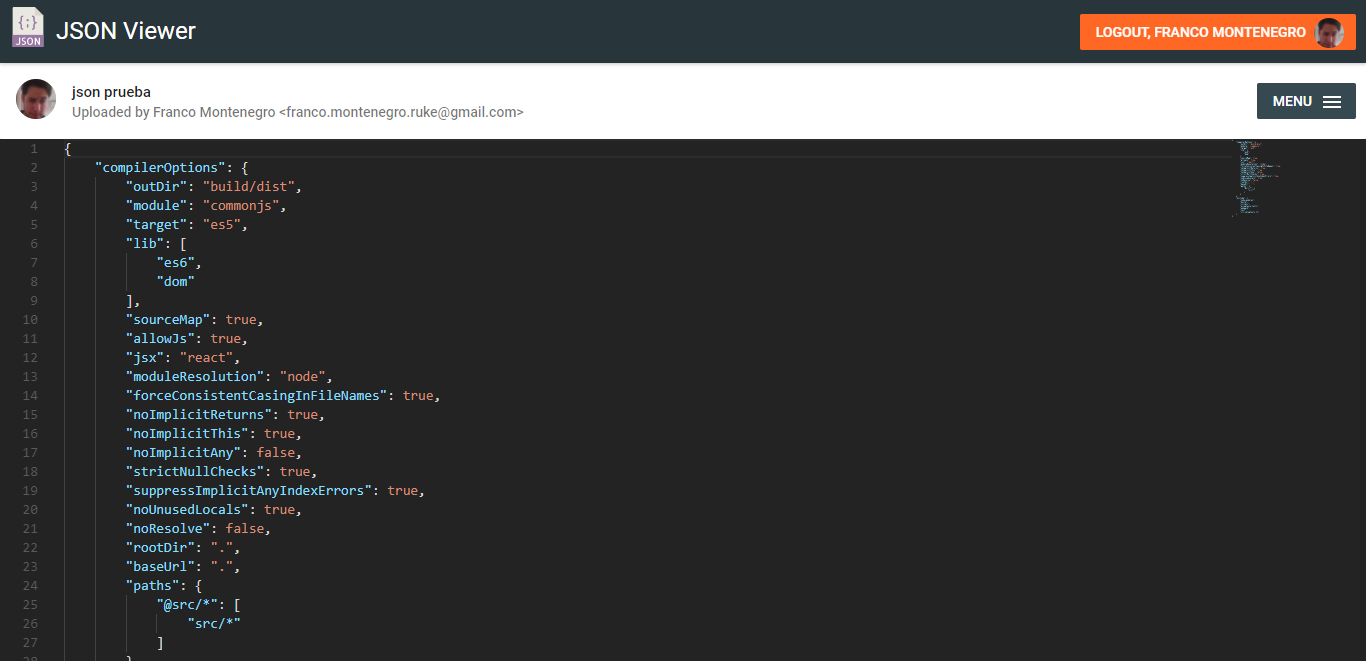 {;}
JSON
JSON Viewer
LOGOUT, FRANCO MONTENEGRO
json prueba
Uploaded by Franco Montenegro <franco.montenegro.ruke@gmail.com>
MENU
1 {
2     "compilerOptions": {
3         "outDir": "build/dist",
4         "module": "commonjs",
5         "target": "es5",
6         "lib": [
7             "es6",
8             "dom"
9         ],
10         "sourceMap": true,
11         "allowJs": true,
12         "jsx": "react",
13         "moduleResolution": "node",
14         "forceConsistentCasingInFileNames": true,
15         "noImplicitReturns": true,
16         "noImplicitThis": true,
17         "noImplicitAny": false,
18         "strictNullChecks": true,
19         "suppressImplicitAnyIndexErrors": true,
20         "noUnusedLocals": true,
21         "noResolve": false,
22         "rootDir": ".",
23         "baseUrl": ".",
24         "paths": {
25             "@src/*": [
26                 "src/*"
27             ]
28         }